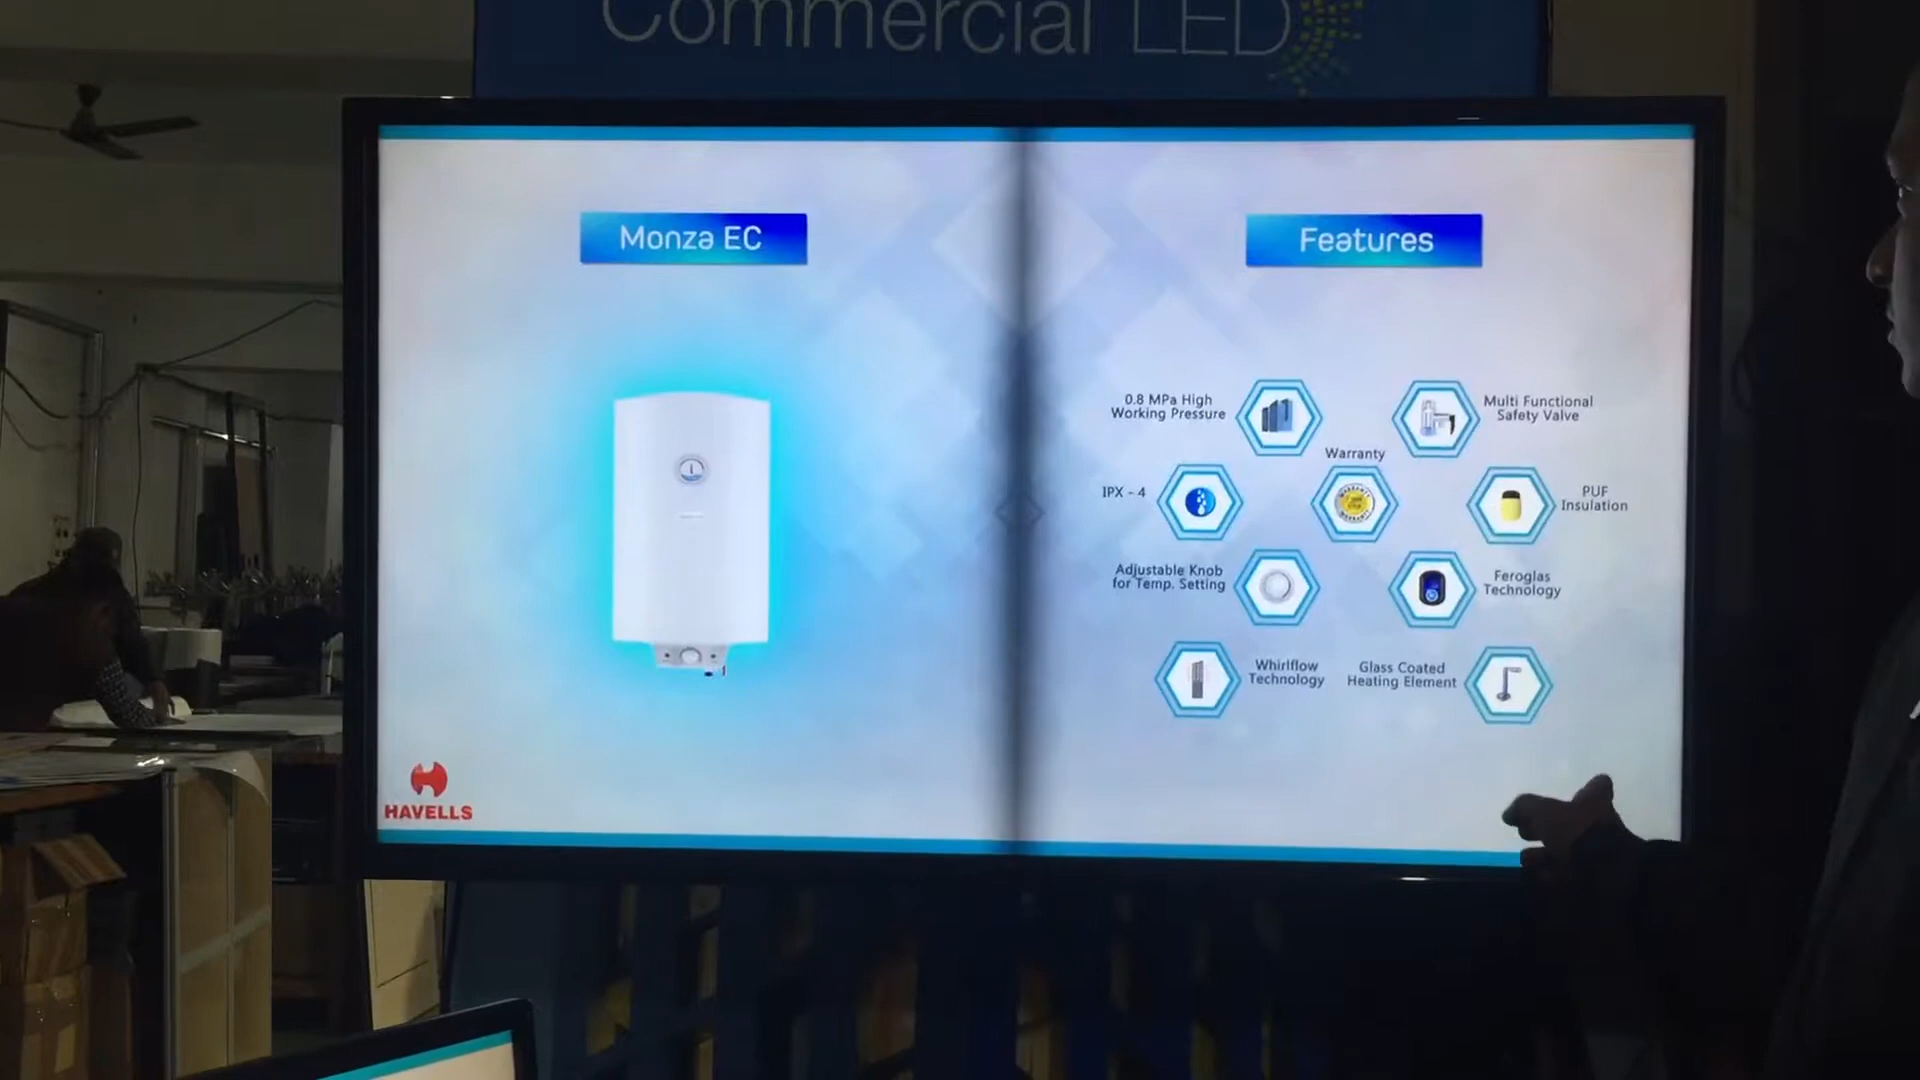 Commercial LED
Monza EC
Features
0.8 MPa High
Working Pressure
Multi Functional
Safety Valve
Warranty
IPX - 4
PUF
Insulation
Adjustable Knob
for Temp. Setting
Feroglas
Technology
Whirlflow
Technology
Glass Coated
Heating Element
HAVELLS